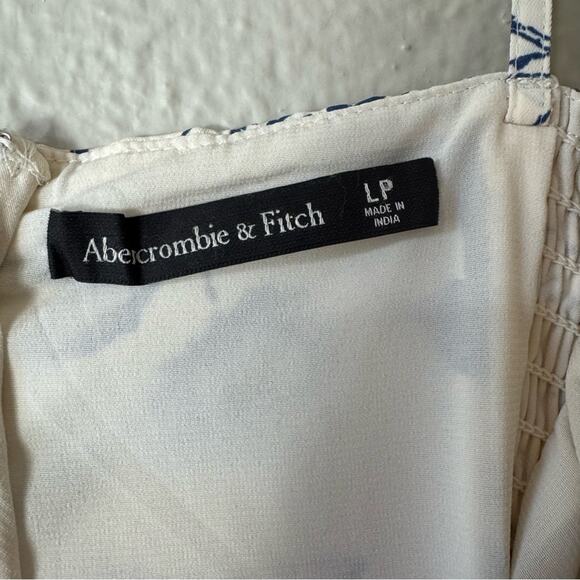 Abercrombie & Fitch
LP
MADE IN
INDIA